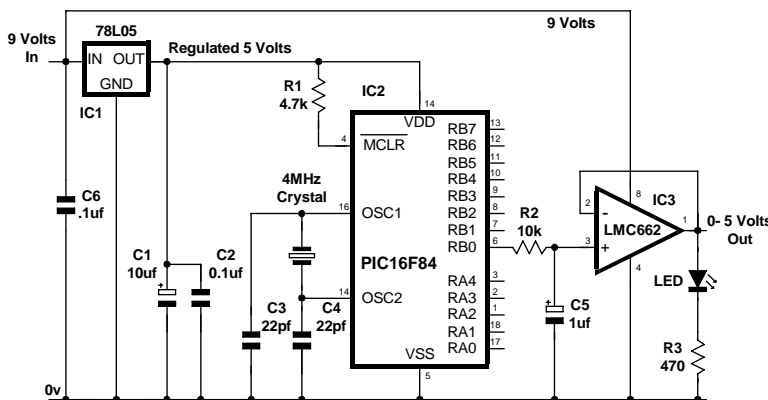 9 Volts
In
78L05
IN OUT
GND
IC1
Regulated 5 Volts
9 Volts
R1
4.7k
IC2
14
VDD
4
MCLR
4MHz
Crystal
16
OSC1
14
OSC2
PIC16F84
VSS
5
RB7
13
RB6
12
RB5
11
RB4
10
RB3
9
RB2
8
RB1
7
RB0
6
RA4
3
RA3
2
RA2
1
RA1
18
RA0
17
C6
.1uf
C1
10uf
+
C2
0.1uf
C3
22pf
C4
22pf
R2
10k
+
C5
1uf
IC3
LMC662
2
-
3
+
8
1
4
0- 5 Volts
Out
LED
R3
470
0v